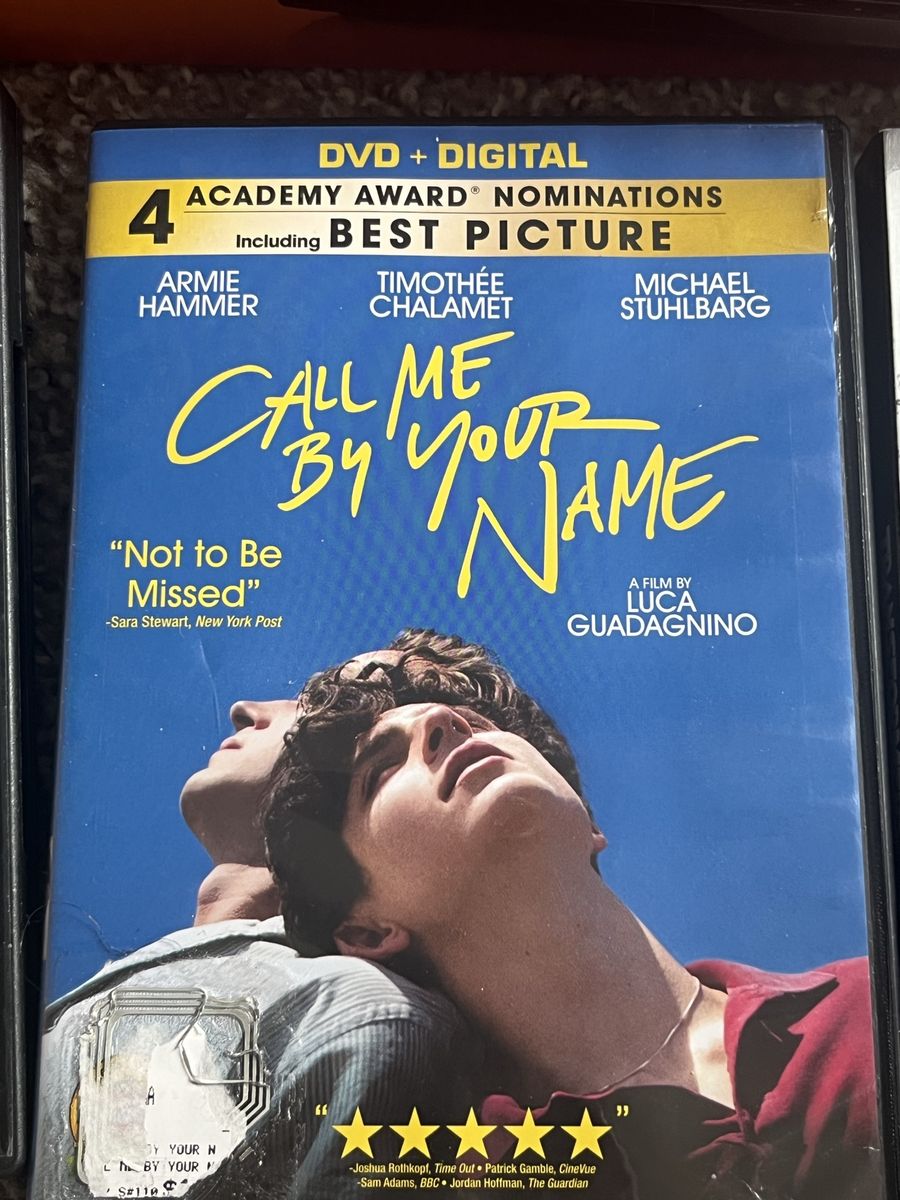 DVD + DIGITAL
4 ACADEMY AWARD® NOMINATIONS
Including BEST PICTURE
ARMIE HAMMER
TIMOTHÉE CHALAMET
MICHAEL STUHLBARG
CALL ME
BY YOUR
NAME
"Not to Be
Missed"
-Sara Stewart, New York Post
A FILM BY
LUCA
GUADAGNINO
"★★★★★"
-Joshua Rothkopf, Time Out • Patrick Gamble, CineVue
-Sam Adams, BBC • Jordan Hoffman, The Guardian
A
BY YOUR N
BY YOUR